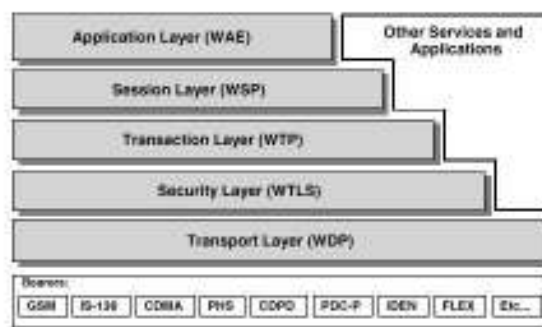 Application Layer (WAE)
Other Services and
Applications
Session Layer (WSP)
Transaction Layer (WTP)
Security Layer (WTLS)
Transport Layer (WDP)
Bearers:
GSM IS-136 CDMA PHS CDPD PDC-P iDEN FLEX Etc...